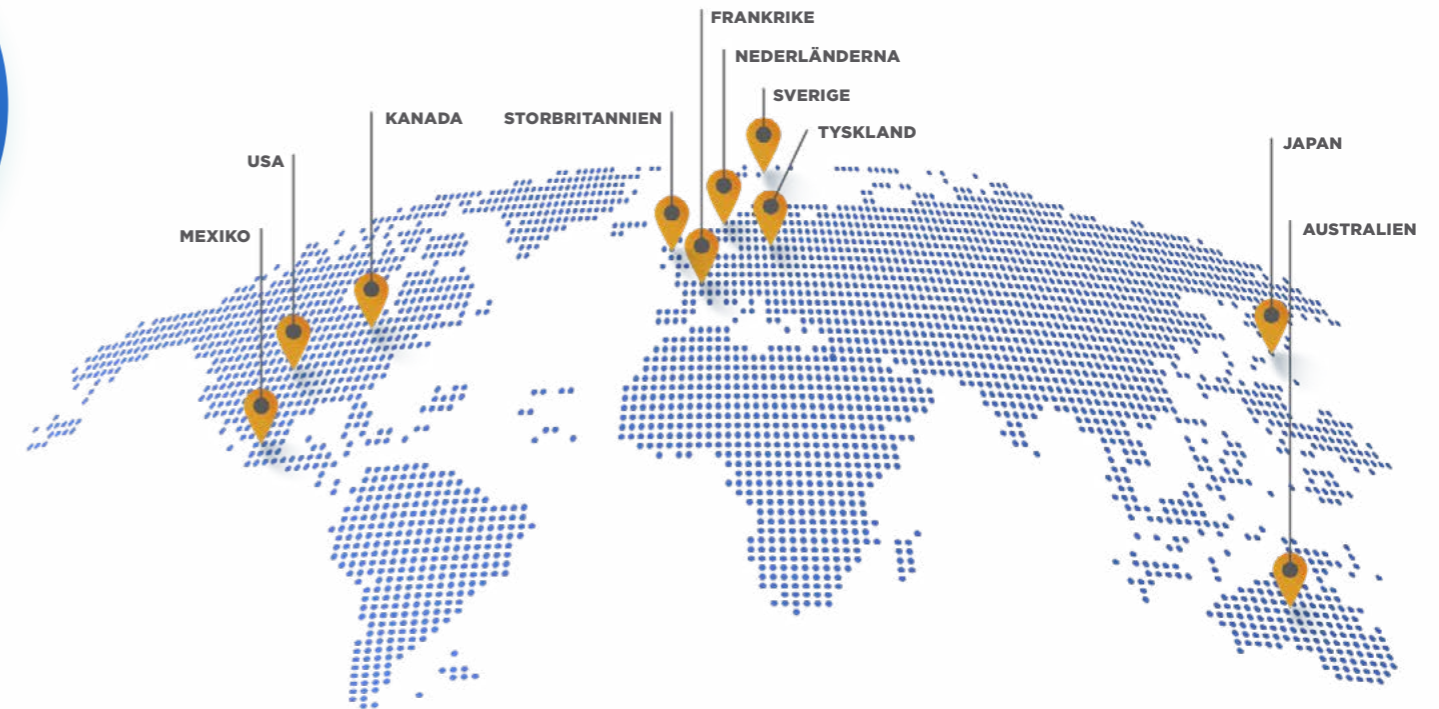 FRANKRIKE
NEDERLÄNDERNA
SVERIGE
KANADA
STORBRITANNIEN
TYSKLAND
USA
JAPAN
MEXIKO
AUSTRALIEN